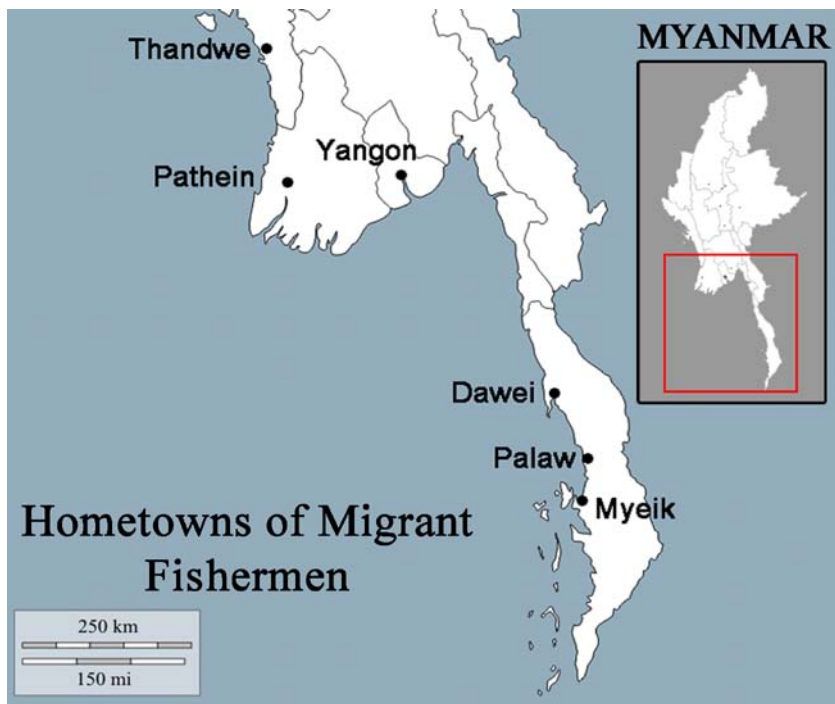 MYANMAR
Thandwe
Yangon
Pathein
Dawei
Palaw
Myeik
Hometowns of Migrant
Fishermen
250 km
150 mi